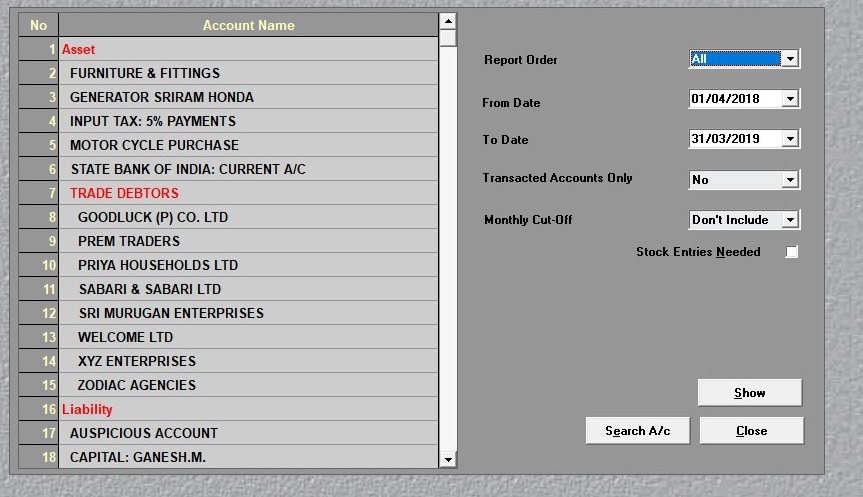 No Account Name
1 Asset
2 FURNITURE & FITTINGS
3 GENERATOR SRIRAM HONDA
4 INPUT TAX: 5% PAYMENTS
5 MOTOR CYCLE PURCHASE
6 STATE BANK OF INDIA: CURRENT A/C
7 TRADE DEBTORS
8 GOODLUCK (P) CO. LTD
9 PREM TRADERS
10 PRIYA HOUSEHOLDS LTD
11 SABARI & SABARI LTD
12 SRI MURUGAN ENTERPRISES
13 WELCOME LTD
14 XYZ ENTERPRISES
15 ZODIAC AGENCIES
16 Liability
17 AUSPICIOUS ACCOUNT
18 CAPITAL: GANESH.M.
Report Order All
From Date 01/04/2018
To Date 31/03/2019
Transacted Accounts Only No
Monthly Cut-Off Don't Include
Stock Entries Needed
Show
Search A/c Close